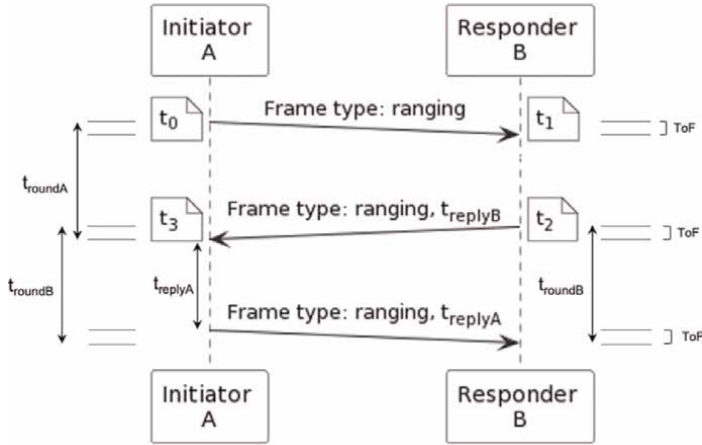 Initiator
A
Responder
B
t0
Frame type: ranging
t1
ToF
troundA
t3
Frame type: ranging, treplyB
t2
ToF
troundB
treplyA
troundB
Frame type: ranging, treplyA
ToF
Initiator
A
Responder
B